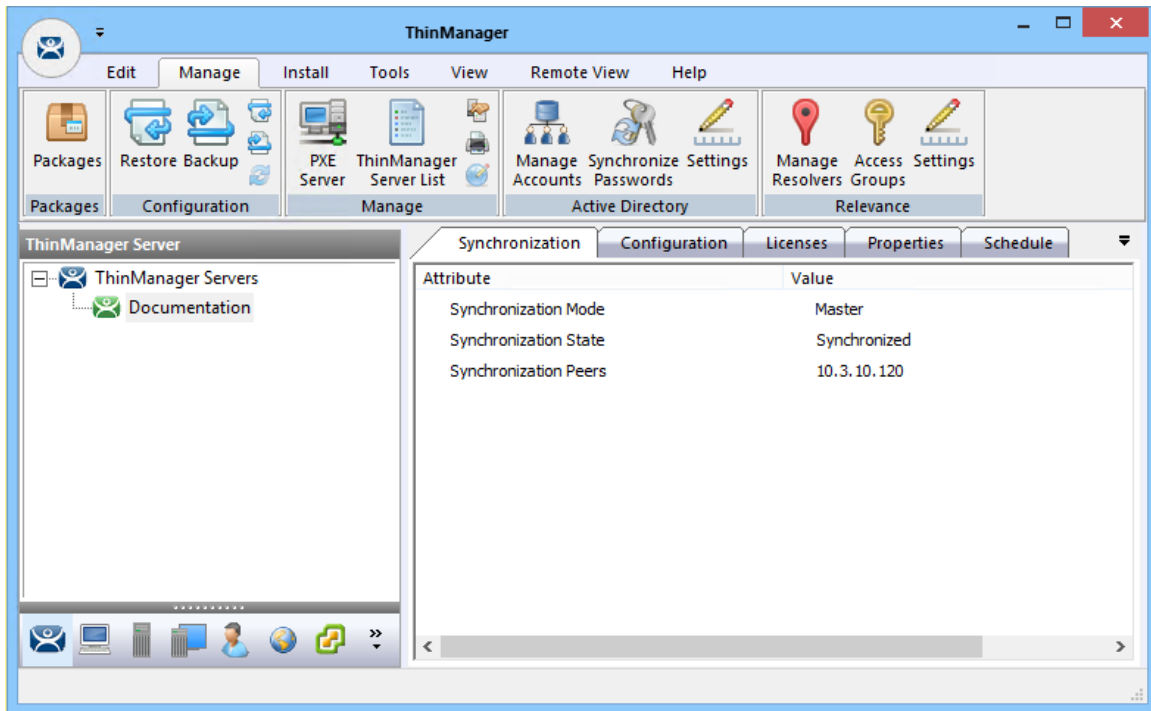 ThinManager
Edit Manage Install Tools View Remote View Help
Packages Restore Backup PXE Server ThinManager Server List Manage Accounts Synchronize Passwords Settings Manage Resolvers Access Groups Settings
Packages Configuration Manage Active Directory Relevance
ThinManager Server
ThinManager Servers
Documentation
Synchronization Configuration Licenses Properties Schedule
Attribute Value
Synchronization Mode Master
Synchronization State Synchronized
Synchronization Peers 10.3.10.120